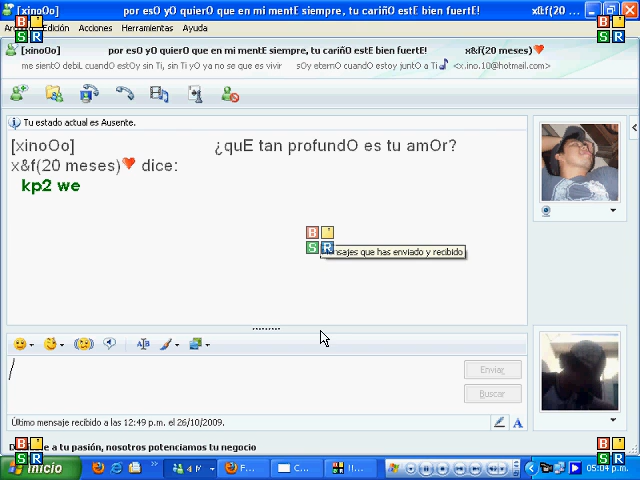 [xinoOo] por esO yO quierO que en mi mentE siempre, tu cariñO estE bien fuertE! x&f(20 ...
Edición Acciones Herramientas Ayuda
[xinoOo] por esO yO quierO que en mi mentE siempre, tu cariñO estE bien fuertE! x&f(20 meses)
me sientO debiL cuandO estOy sin Ti, sin Ti yO ya no se que es vivir sOy eternO cuando estoy juntO a Ti <x.ino.10@hotmail.com>
Tu estado actual es Ausente.
[xinoOo] ¿quE tan profundO es tu amOr?
x&f(20 meses) dice:
kp2 we
B
S R
mensajes que has enviado y recibido
Enviar
Buscar
Último mensaje recibido a las 12:49 p.m. el 26/10/2009.
A
e a tu pasión, nosotros potenciamos tu negocio
Inicio 4 M F... C... !!... 05:04 p.m.